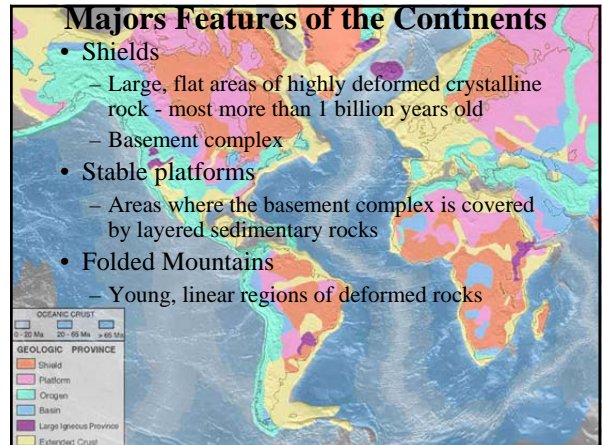 Majors Features of the Continents
• Shields
– Large, flat areas of highly deformed crystalline
rock - most more than 1 billion years old
– Basement complex
• Stable platforms
– Areas where the basement complex is covered
by layered sedimentary rocks
• Folded Mountains
– Young, linear regions of deformed rocks
OCEANIC CRUST
0 - 20 Ma 20 - 65 Ma > 65 Ma
GEOLOGIC PROVINCE
Shield
Platform
Orogen
Basin
Large Igneous Province
Extended Crust